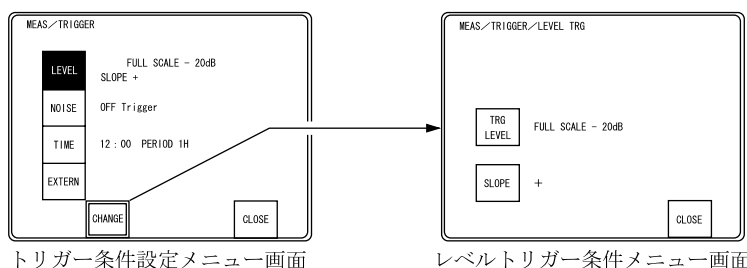 MEAS/TRIGGER
LEVEL
FULL SCALE - 20dB
SLOPE +
NOISE
OFF Trigger
TIME
12:00 PERIOD 1H
EXTERN
CHANGE
CLOSE
トリガー条件設定メニュー画面
MEAS/TRIGGER/LEVEL TRG
TRG
LEVEL
FULL SCALE - 20dB
SLOPE
+
CLOSE
レベルトリガー条件メニュー画面